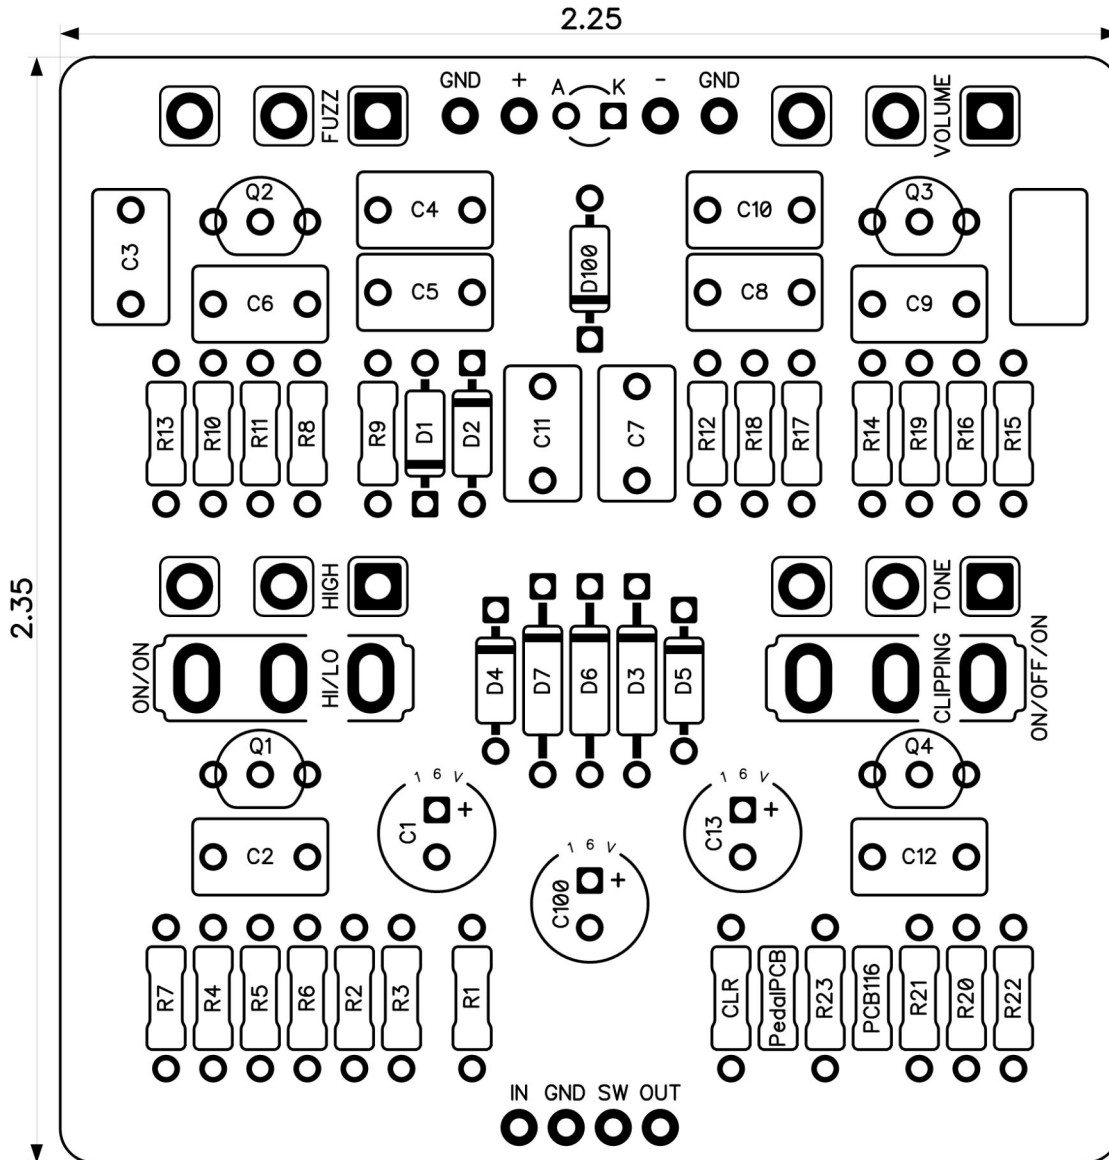 2.25
2.35
GND + A K - GND
FUZZ
VOLUME
Q2
Q3
C3
C4
C10
C6
C5
D100
C8
C9
R13 R10 R11 R8 R9 D1 D2 C11 C7 R12 R18 R17 R14 R19 R16 R15
HIGH
TONE
ON/ON
HI/LO
D4 D7 D6 D3 D5
CLIPPING
ON/OFF/ON
Q1
Q4
16V
16V
C1 +
C13 +
C2
C12
16V
C100 +
R7 R4 R5 R6 R2 R3 R1 CLR PedalPCB R23 PCB116 R21 R20 R22
IN GND SW OUT